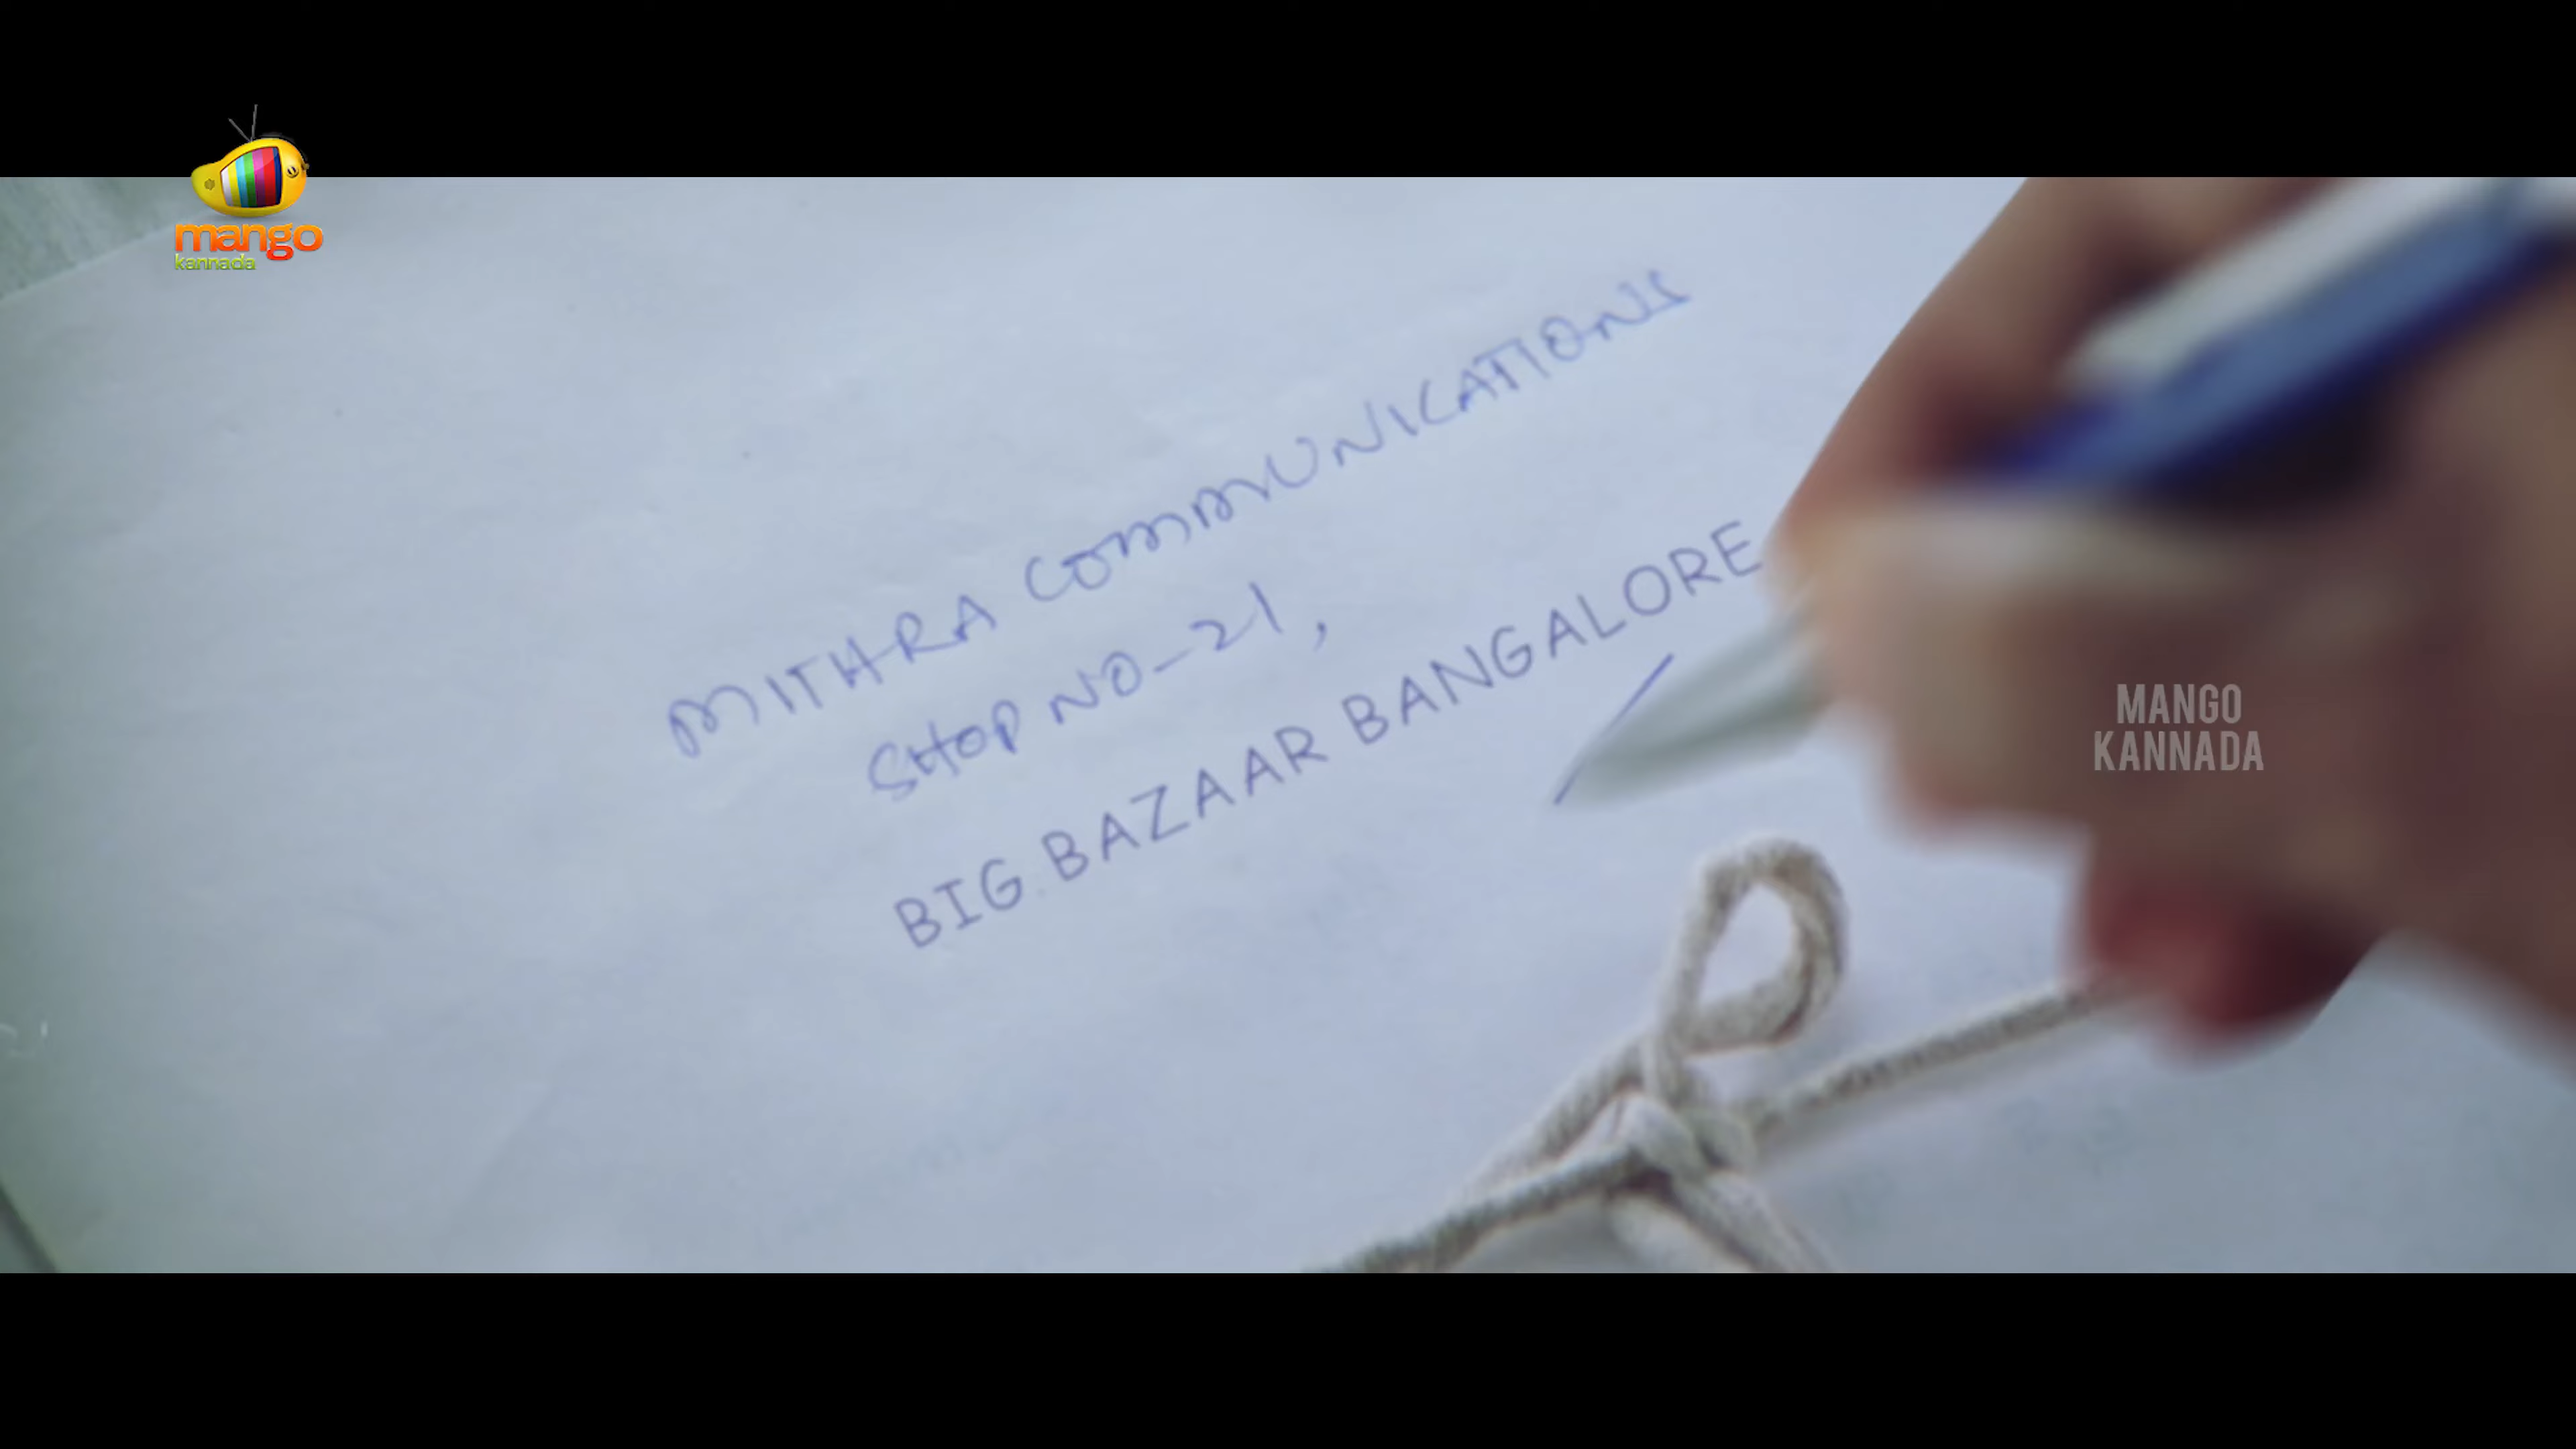 mango
kannada
MITHRA COMMUNICATIONS
SHOP NO-21,
BIG BAZAAR BANGALORE
MANGO
KANNADA